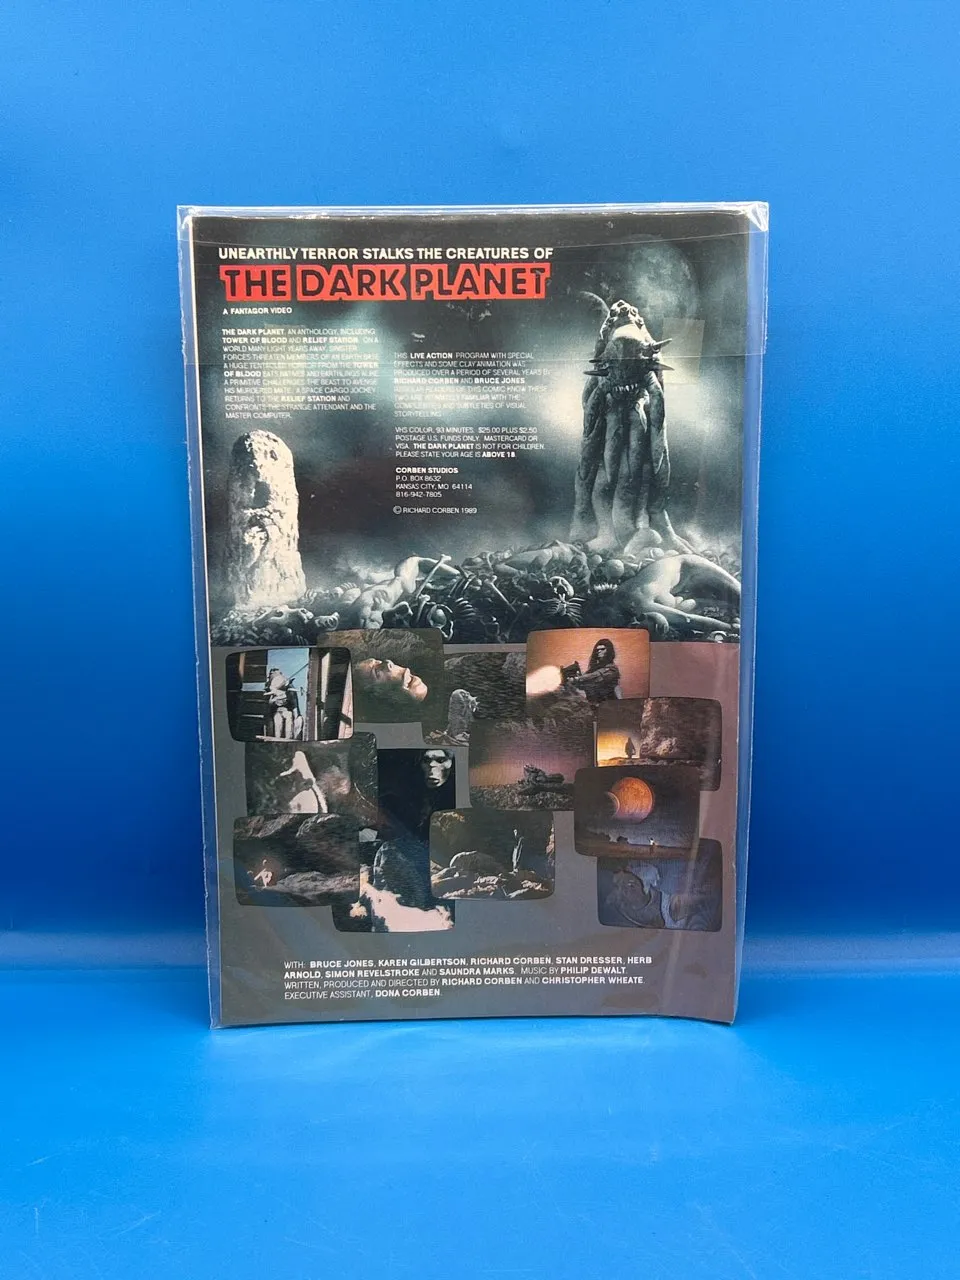 UNEARTHLY TERROR STALKS THE CREATURES OF
THE DARK PLANET
A FANTAGOR VIDEO
THE DARK PLANET, AN ANTHOLOGY, INCLUDING
TOWER OF BLOOD AND RELIEF STATION. ON A
WORLD MANY LIGHT YEARS AWAY, SINISTER
FORCES THREATEN MEMBERS OF AN EARTH BASE.
A HUGE TENTACLED HORROR FROM THE TOWER
OF BLOOD EATS NATIVES AND EARTHLINGS ALIKE.
A PRIMITIVE CHALLENGES THE BEAST TO AVENGE
HIS MURDERED MATE. A SPACE CARGO JOCKEY
RETURNS TO THE RELIEF STATION AND
CONFRONTS THE STRANGE ATTENDANT AND THE
MASTER COMPUTER.
THIS LIVE ACTION PROGRAM WITH SPECIAL
EFFECTS AND SOME CLAY ANIMATION WAS
PRODUCED OVER A PERIOD OF SEVERAL YEARS BY
RICHARD CORBEN AND BRUCE JONES.
READERS OF THIS COMIC KNOW THESE
TWO ARE INTIMATELY FAMILIAR WITH THE
COMPLEXITIES AND SUBTLETIES OF VISUAL
STORYTELLING.
VHS COLOR, 93 MINUTES. $25.00 PLUS $2.50
POSTAGE U.S. FUNDS ONLY. MASTERCARD OR
VISA. THE DARK PLANET IS NOT FOR CHILDREN.
PLEASE STATE YOUR AGE IS ABOVE 18.
CORBEN STUDIOS
P.O. BOX 8632
KANSAS CITY, MO 64114
816-942-7805
© RICHARD CORBEN 1989
WITH: BRUCE JONES, KAREN GILBERTSON, RICHARD CORBEN, STAN DRESSER, HERB
ARNOLD, SIMON REVELSTROKE AND SAUNDRA MARKS. MUSIC BY PHILIP DEWALT.
WRITTEN, PRODUCED AND DIRECTED BY RICHARD CORBEN AND CHRISTOPHER WHEATE.
EXECUTIVE ASSISTANT, DONA CORBEN.